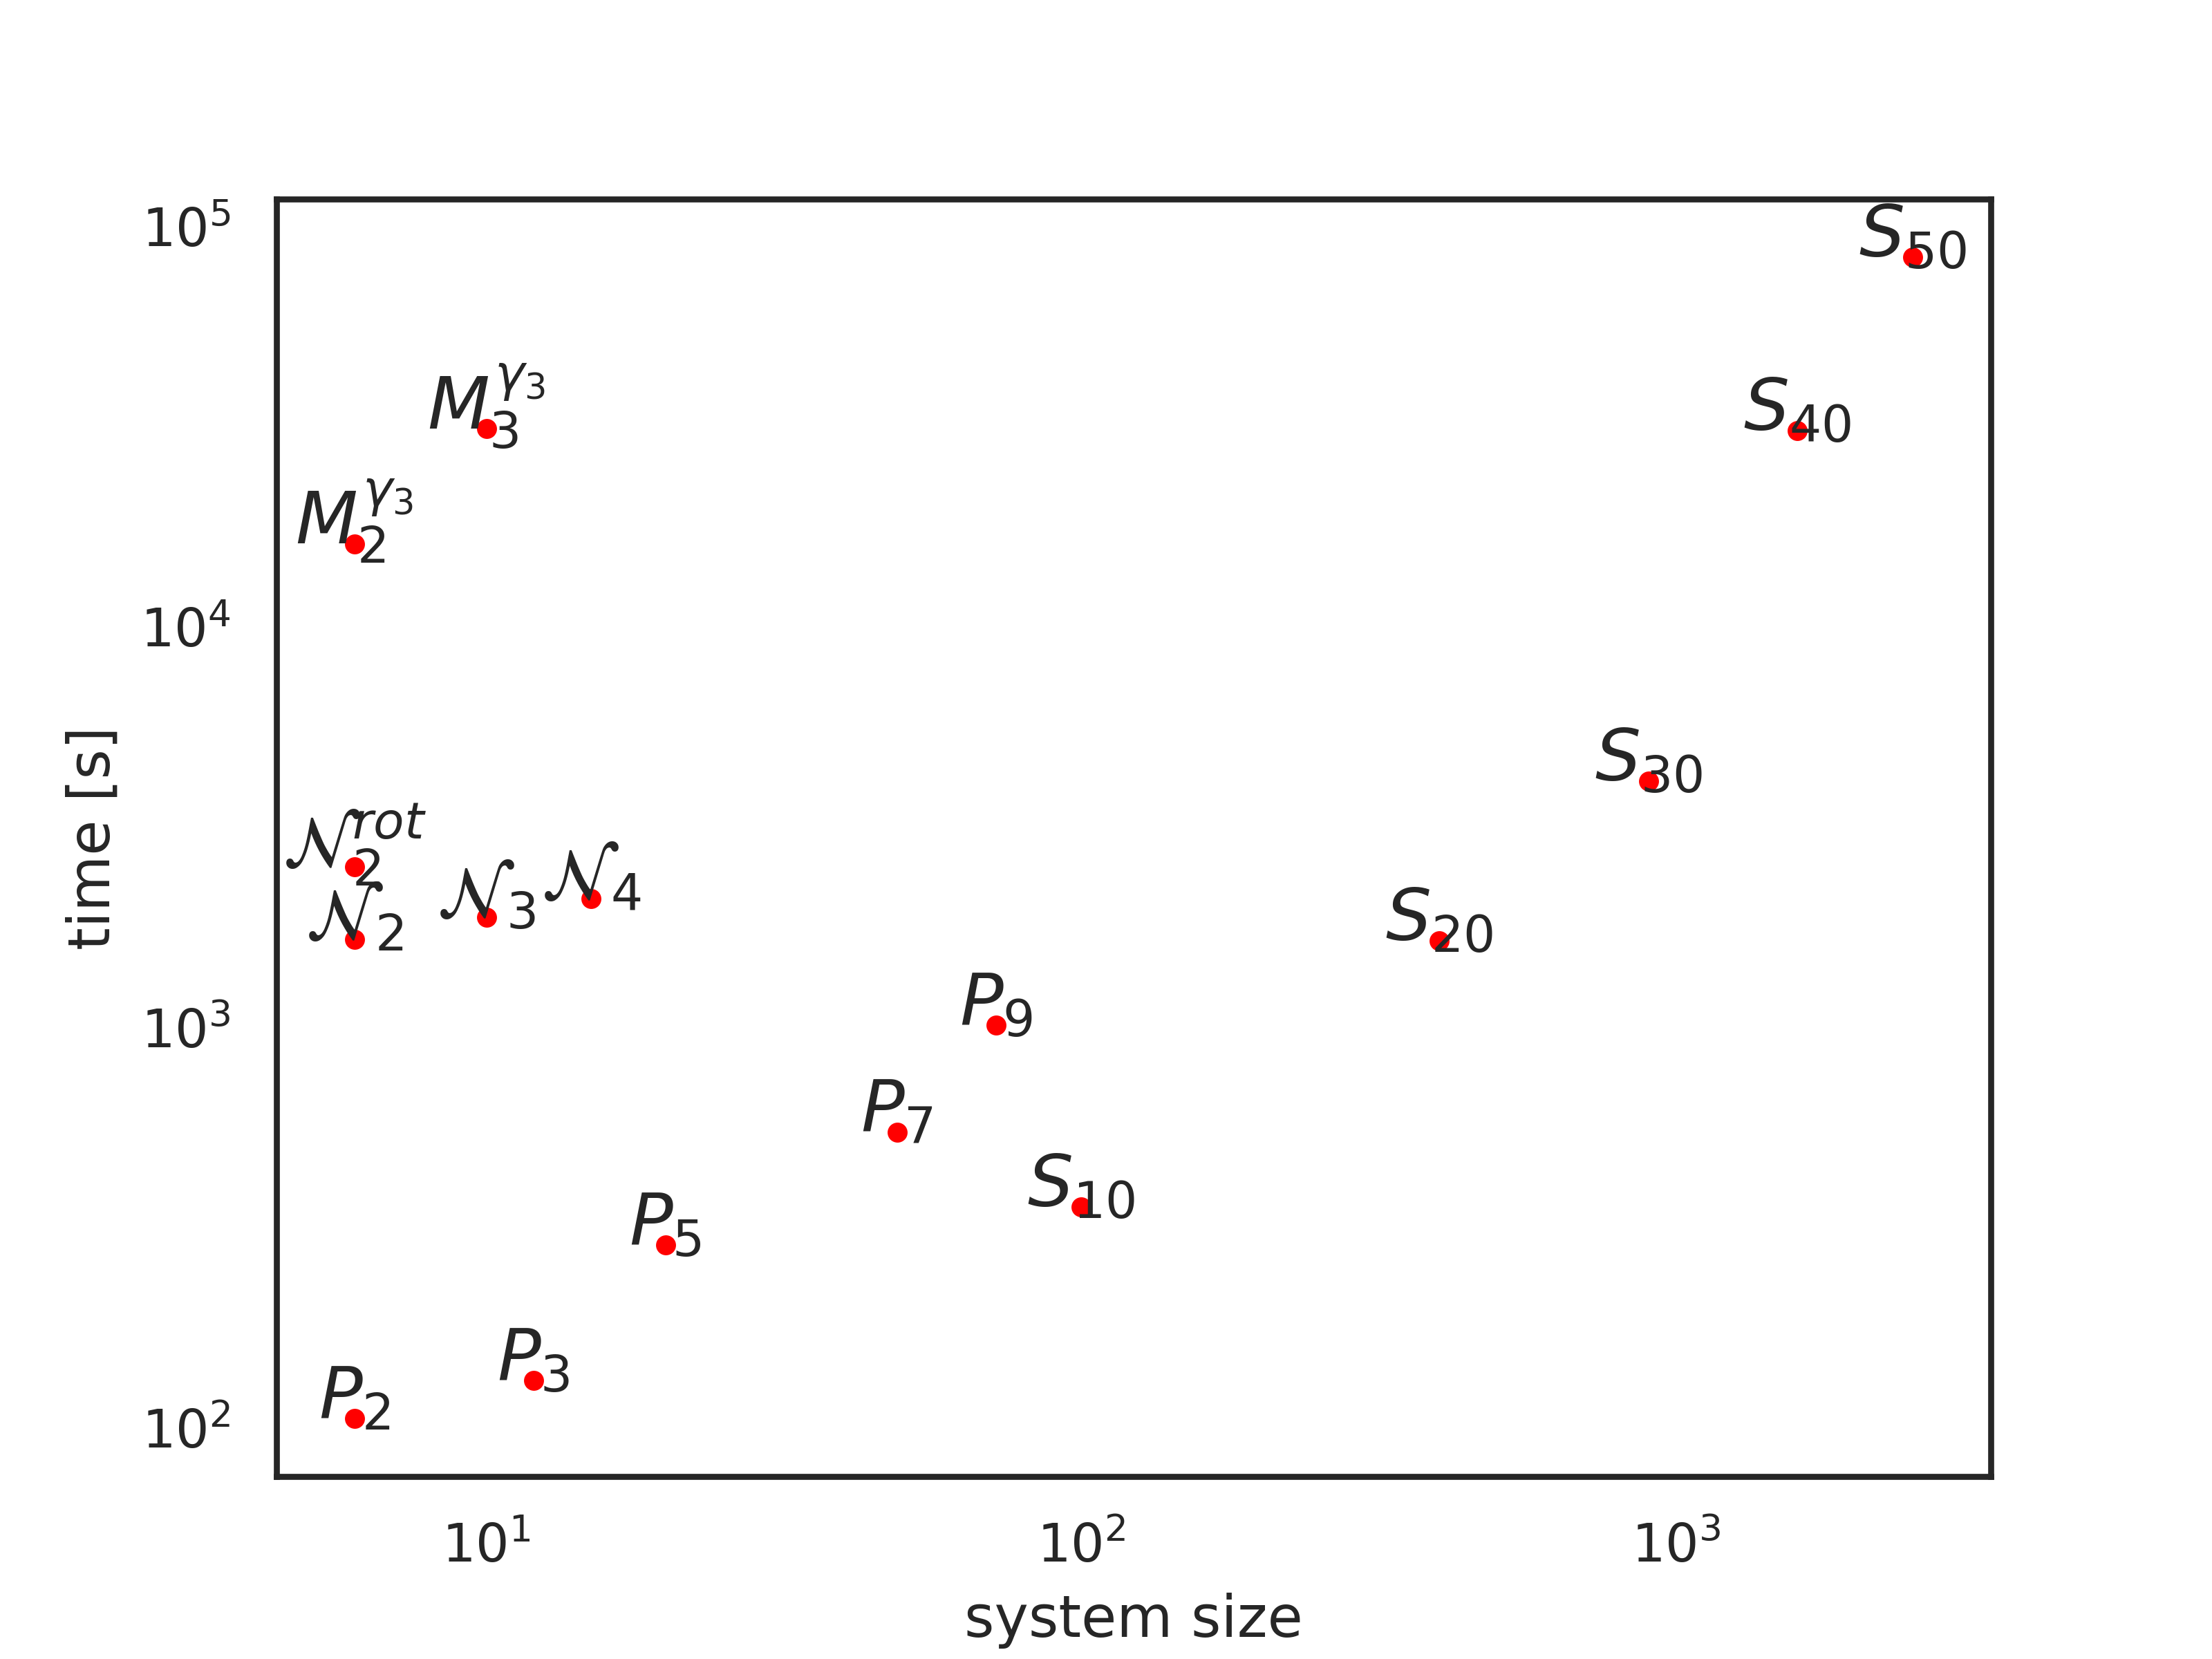 10⁵
S₅₀
M₃^γ₃
S₄₀
M₂^γ₃
10⁴
time [s]
S₃₀
𝒩₂^rot
𝒩₃
𝒩₄
𝒩₂
S₂₀
10³
P₉
P₇
S₁₀
P₅
P₃
P₂
10²
10¹
10²
10³
system size